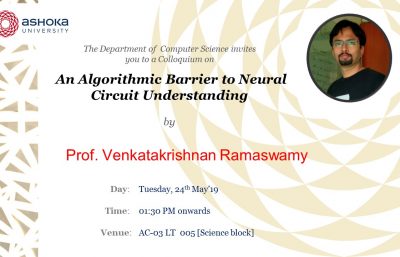 ASHOKA
UNIVERSITY
The Department of Computer Science invites
you to a Colloquium on
An Algorithmic Barrier to Neural
Circuit Understanding
by
Prof. Venkatakrishnan Ramaswamy
Day: Tuesday, 24th May'19
Time: 01:30 PM onwards
Venue: AC-03 LT 005 [Science block]